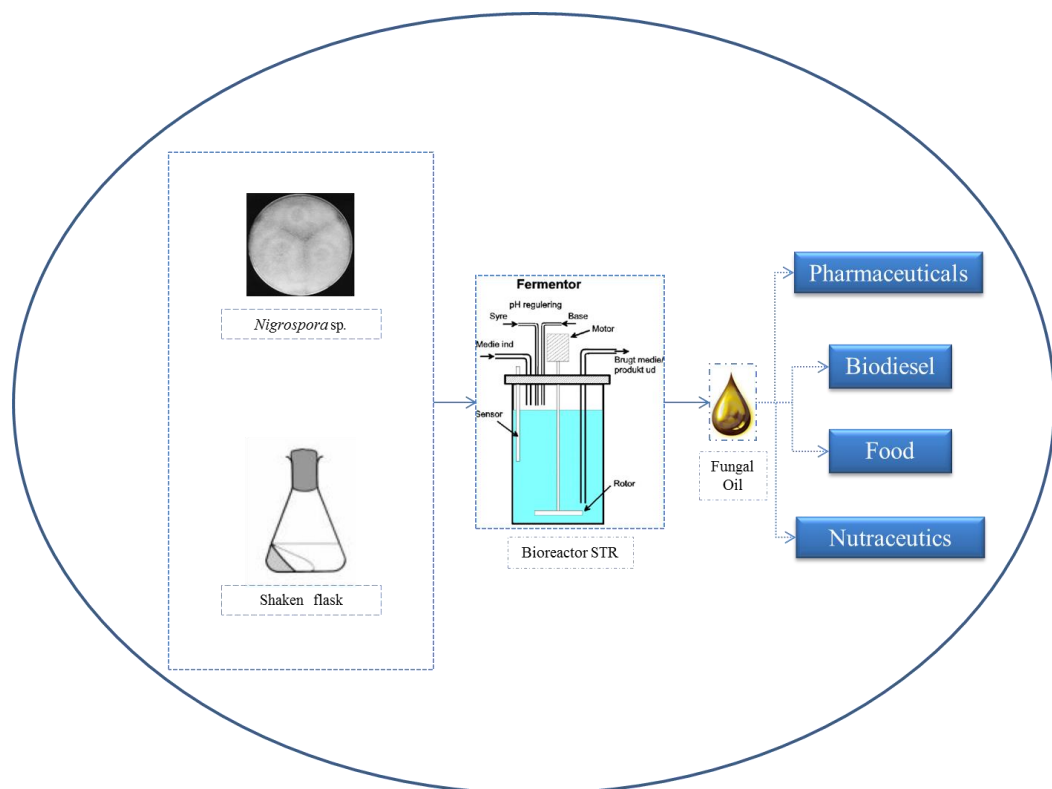 Nigrospora sp.
Shaken flask
Fermentor
pH regulering
Syre
Base
Motor
Medie ind
Brugt medie/
produkt ud
Sensor
Rotor
Bioreactor STR
Fungal
Oil
Pharmaceuticals
Biodiesel
Food
Nutraceutics